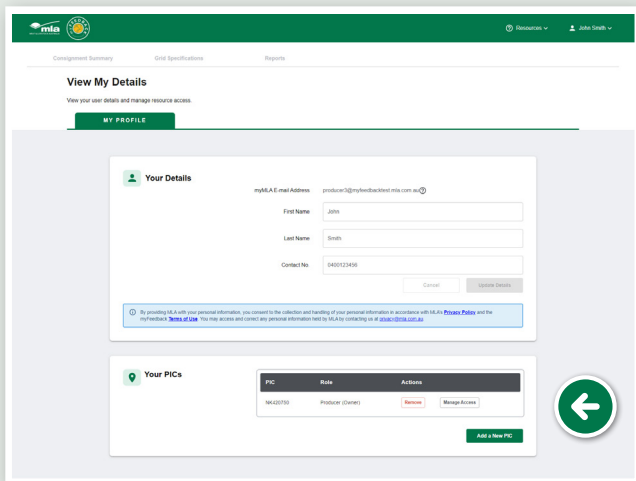 mla
Resources
John Smith
Consignment Summary
Grid Specifications
Reports
View My Details
View your user details and manage resource access.
MY PROFILE
Your Details
myMLA E-mail Address producer3@myfeedbacktest.mla.com.au
First Name John
Last Name Smith
Contact No. 0400123456
Cancel Update Details
By providing MLA with your personal information, you consent to the collection and handling of your personal information in accordance with MLA's Privacy Policy and the
myFeedback Terms of Use. You may access and correct any personal information held by MLA by contacting us at privacy@mla.com.au.
Your PICs
PIC Role Actions
NK420750 Producer (Owner) Remove Manage Access
Add a New PIC